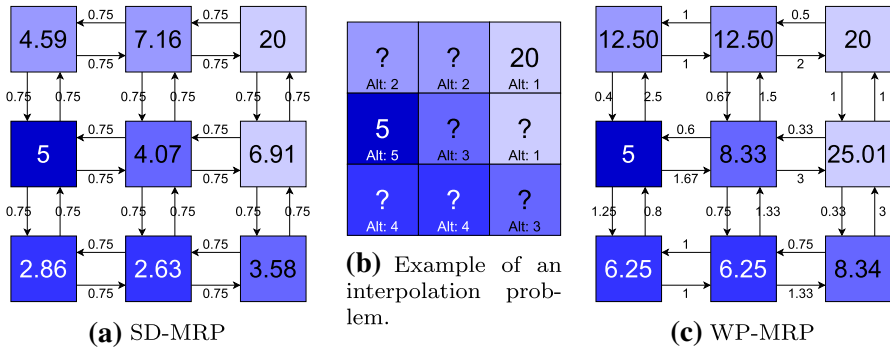 0.75 0.75
4.59 7.16 20
0.75 0.75
0.75 0.75 0.75 0.75 0.75 0.75
0.75 0.75
5 4.07 6.91
0.75 0.75
0.75 0.75 0.75 0.75 0.75 0.75
0.75 0.75
2.86 2.63 3.58
0.75 0.75
(a) SD-MRP
? ? 20
Alt: 2 Alt: 2 Alt: 1
5 ? ?
Alt: 5 Alt: 3 Alt: 1
? ? ?
Alt: 4 Alt: 4 Alt: 3
(b) Example of an
interpolation prob-
lem.
1 0.5
12.50 12.50 20
1 2
0.4 2.5 0.67 1.5 1 1
0.6 0.33
5 8.33 25.01
1.67 3
1.25 0.8 0.75 1.33 0.33 3
1 0.75
6.25 6.25 8.34
1 1.33
(c) WP-MRP